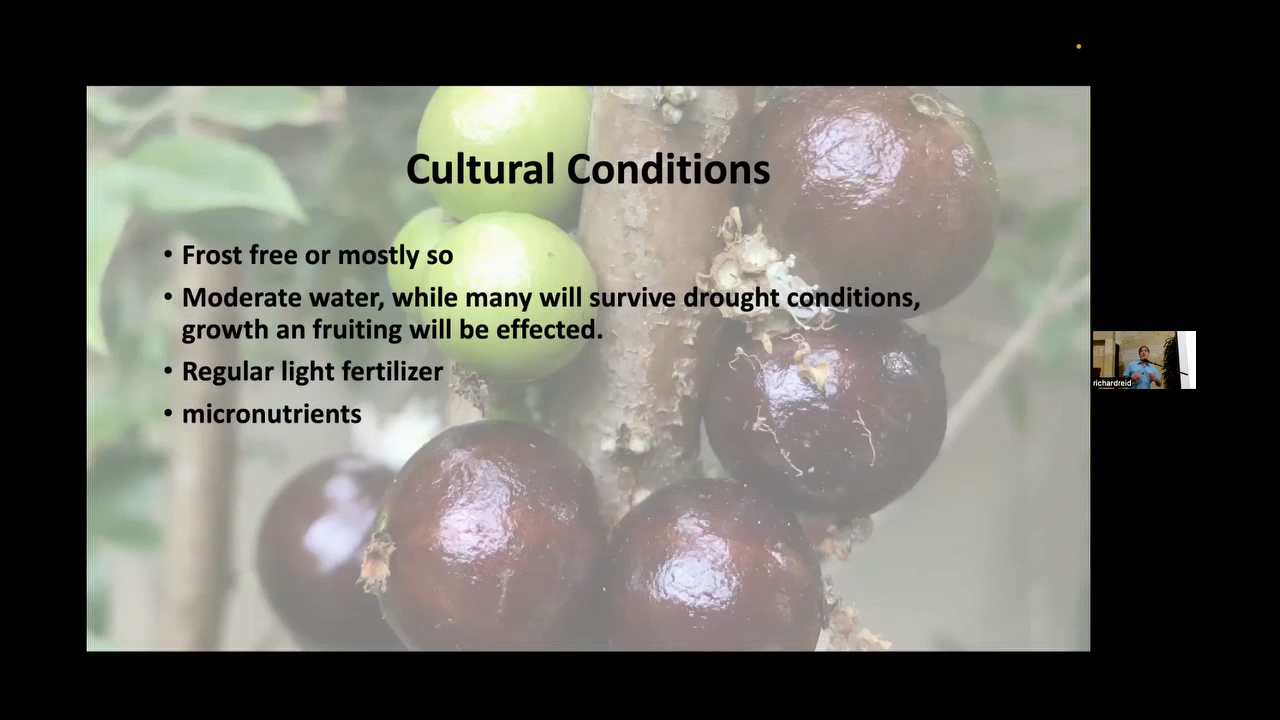 Cultural Conditions
• Frost free or mostly so
• Moderate water, while many will survive drought conditions,
growth an fruiting will be effected.
• Regular light fertilizer
• micronutrients
richardreid